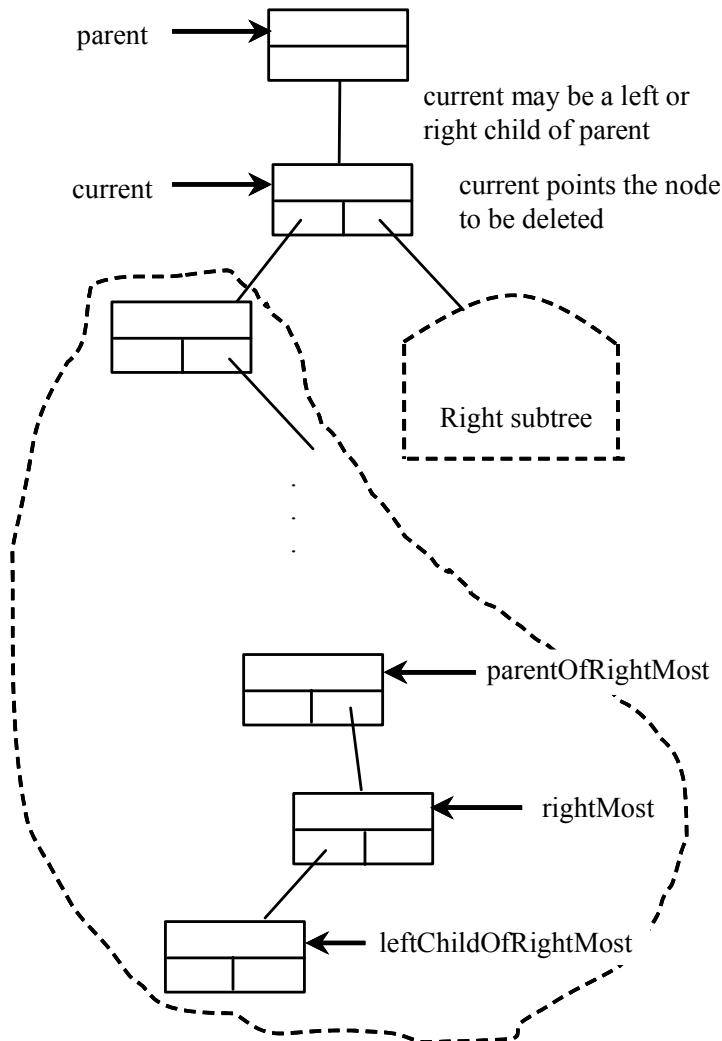 parent
current may be a left or
right child of parent
current
current points the node
to be deleted
Right subtree
.
.
.
parentOfRightMost
rightMost
leftChildOfRightMost